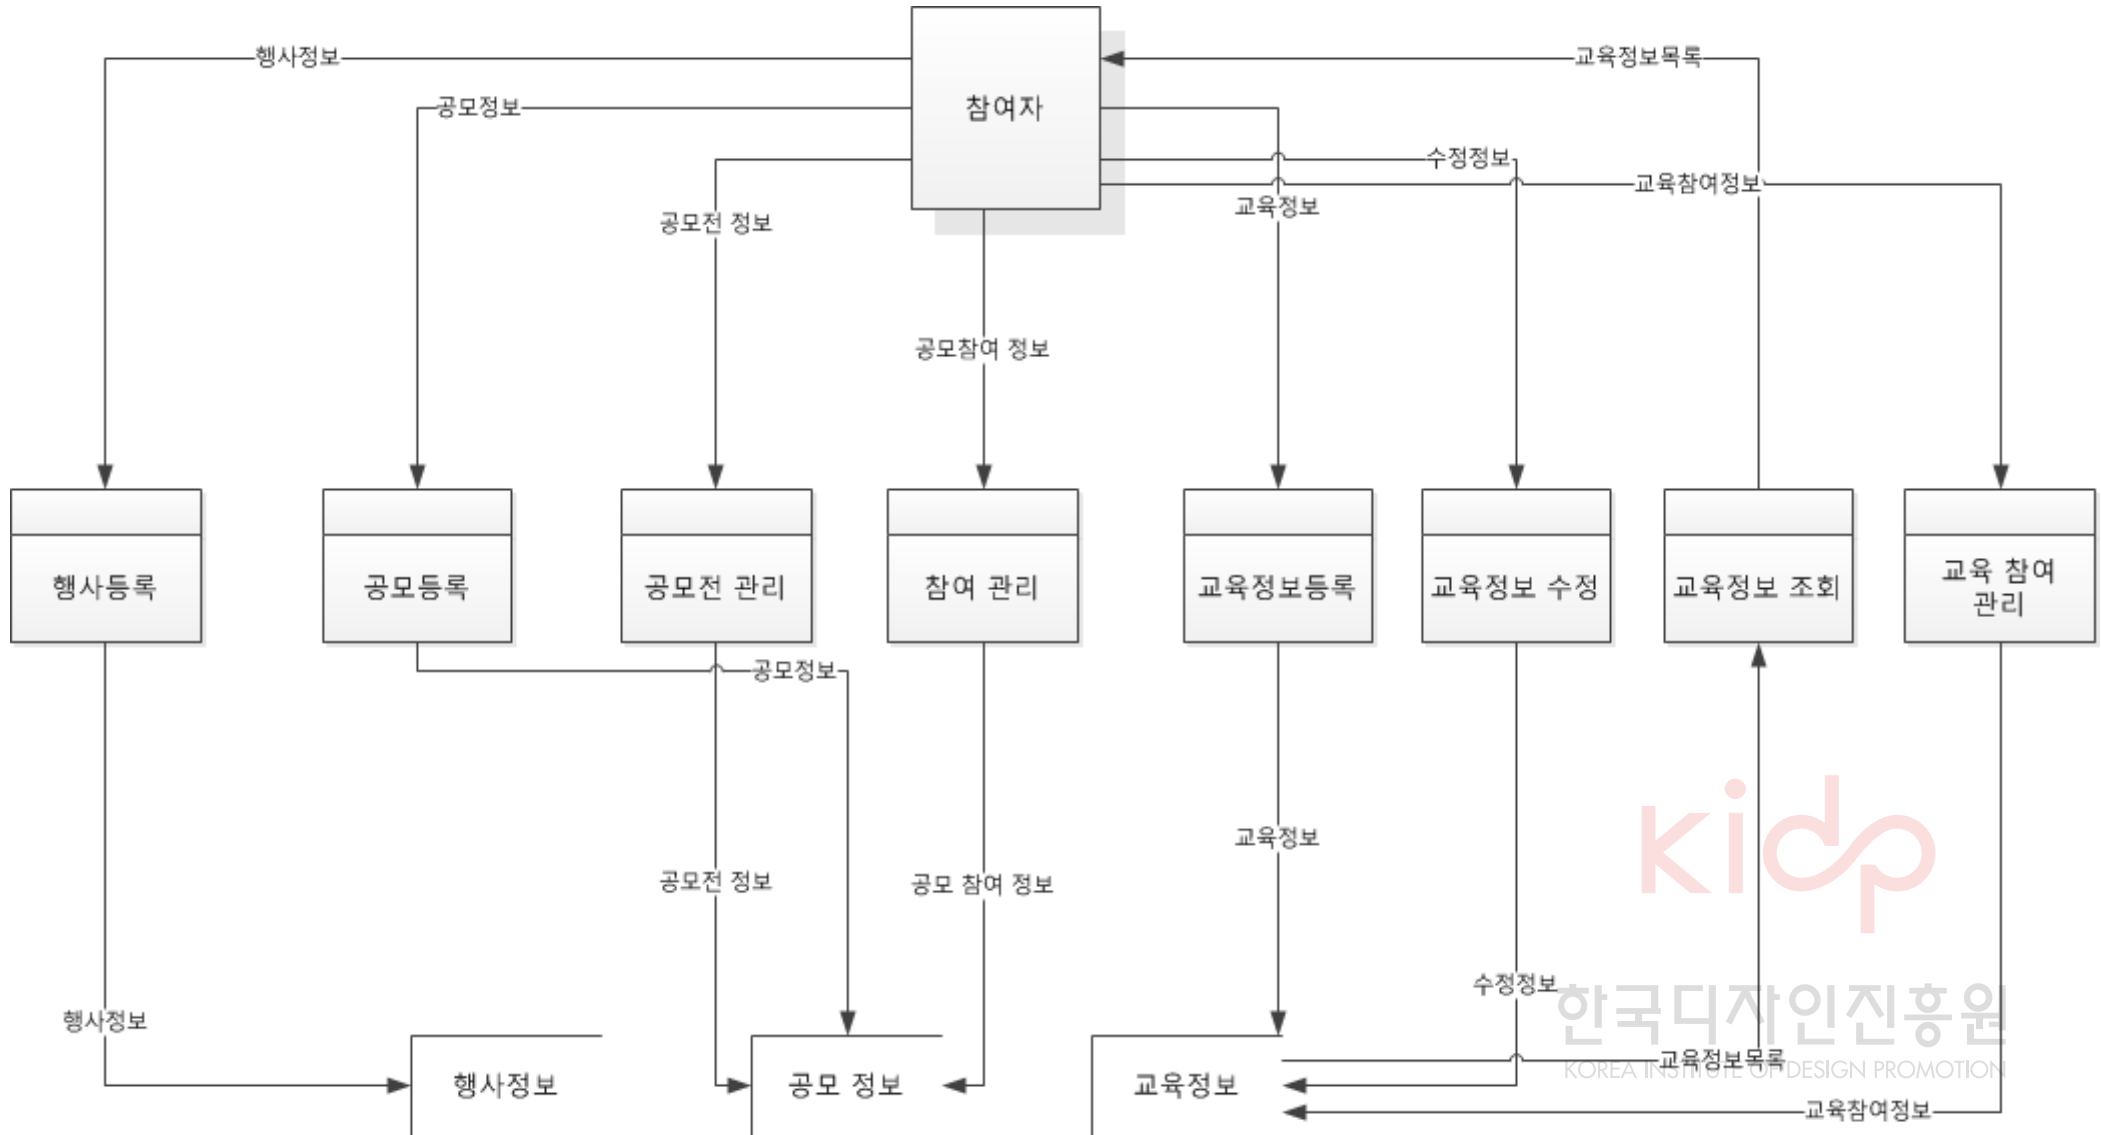 행사정보
교육정보목록
공모정보
참여자
수정정보
교육참여정보
공모전 정보
교육정보
공모참여 정보
행사등록
공모등록
공모전 관리
참여 관리
교육정보등록
교육정보 수정
교육정보 조회
교육 참여
관리
공모정보
교육정보
공모전 정보
공모 참여 정보
kidp
수정정보
한국디자인진흥원
행사정보
교육정보목록
KOREA INSTITUTE OF DESIGN PROMOTION
행사정보
공모 정보
교육정보
교육참여정보